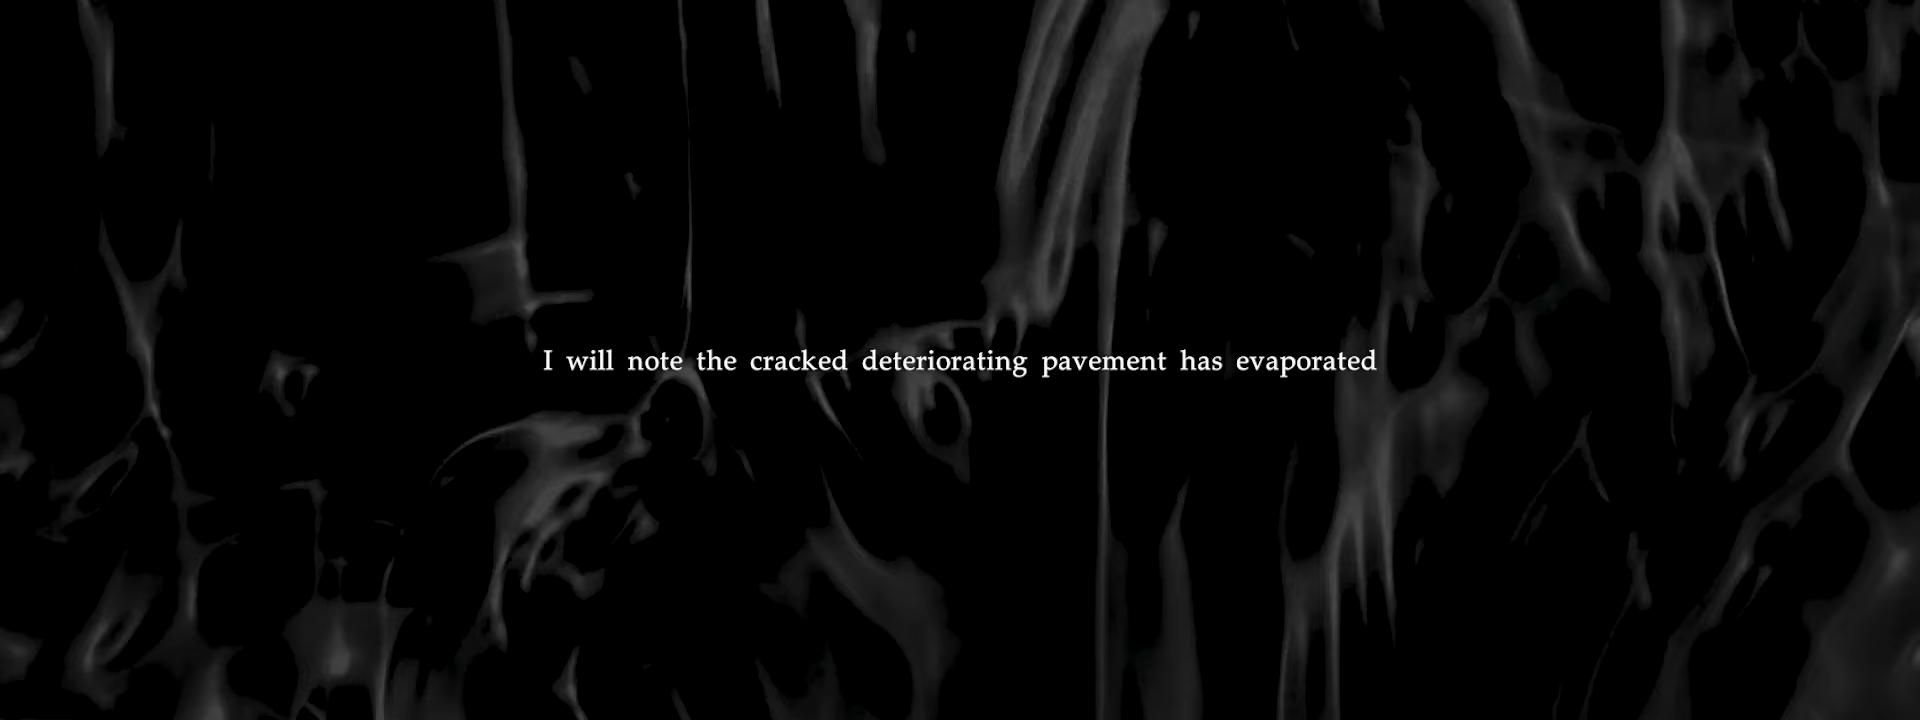 I will note the cracked deteriorating pavement has evaporated